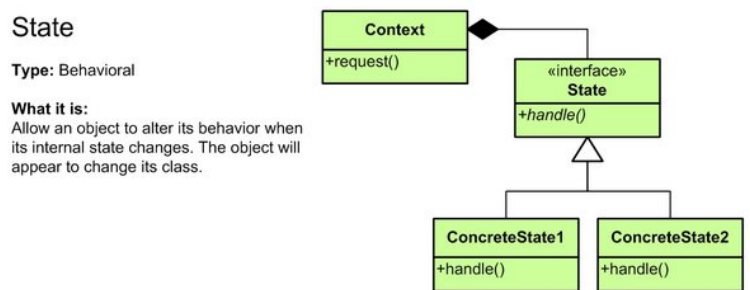 State
Type: Behavioral
What it is:
Allow an object to alter its behavior when
its internal state changes. The object will
appear to change its class.
Context
+request()
«interface»
State
+handle()
ConcreteState1
+handle()
ConcreteState2
+handle()